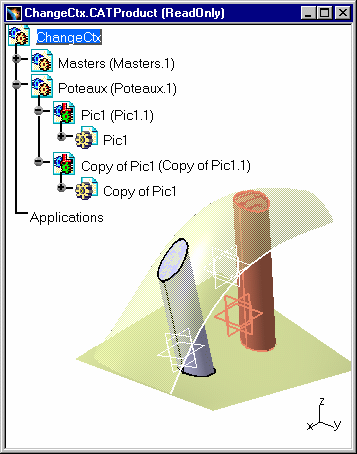 ChangeCtx.CATProduct (ReadOnly)
ChangeCtx
Masters (Masters.1)
Poteaux (Poteaux.1)
Pic1 (Pic1.1)
Pic1
Copy of Pic1 (Copy of Pic1.1)
Copy of Pic1
Applications
z
x y